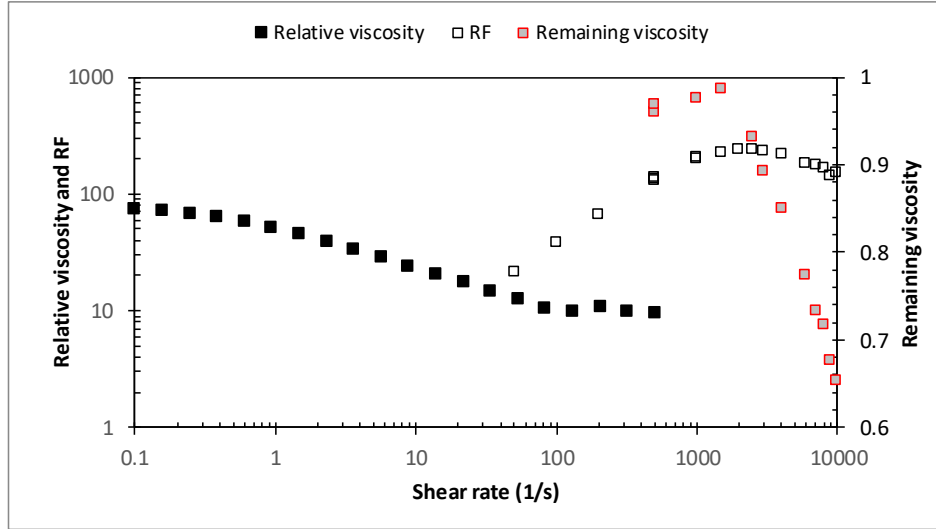 Relative viscosity RF Remaining viscosity
1000
100
10
1
Relative viscosity and RF
1
0.9
0.8
0.7
0.6
Remaining viscosity
0.1 1 10 100 1000 10000
Shear rate (1/s)